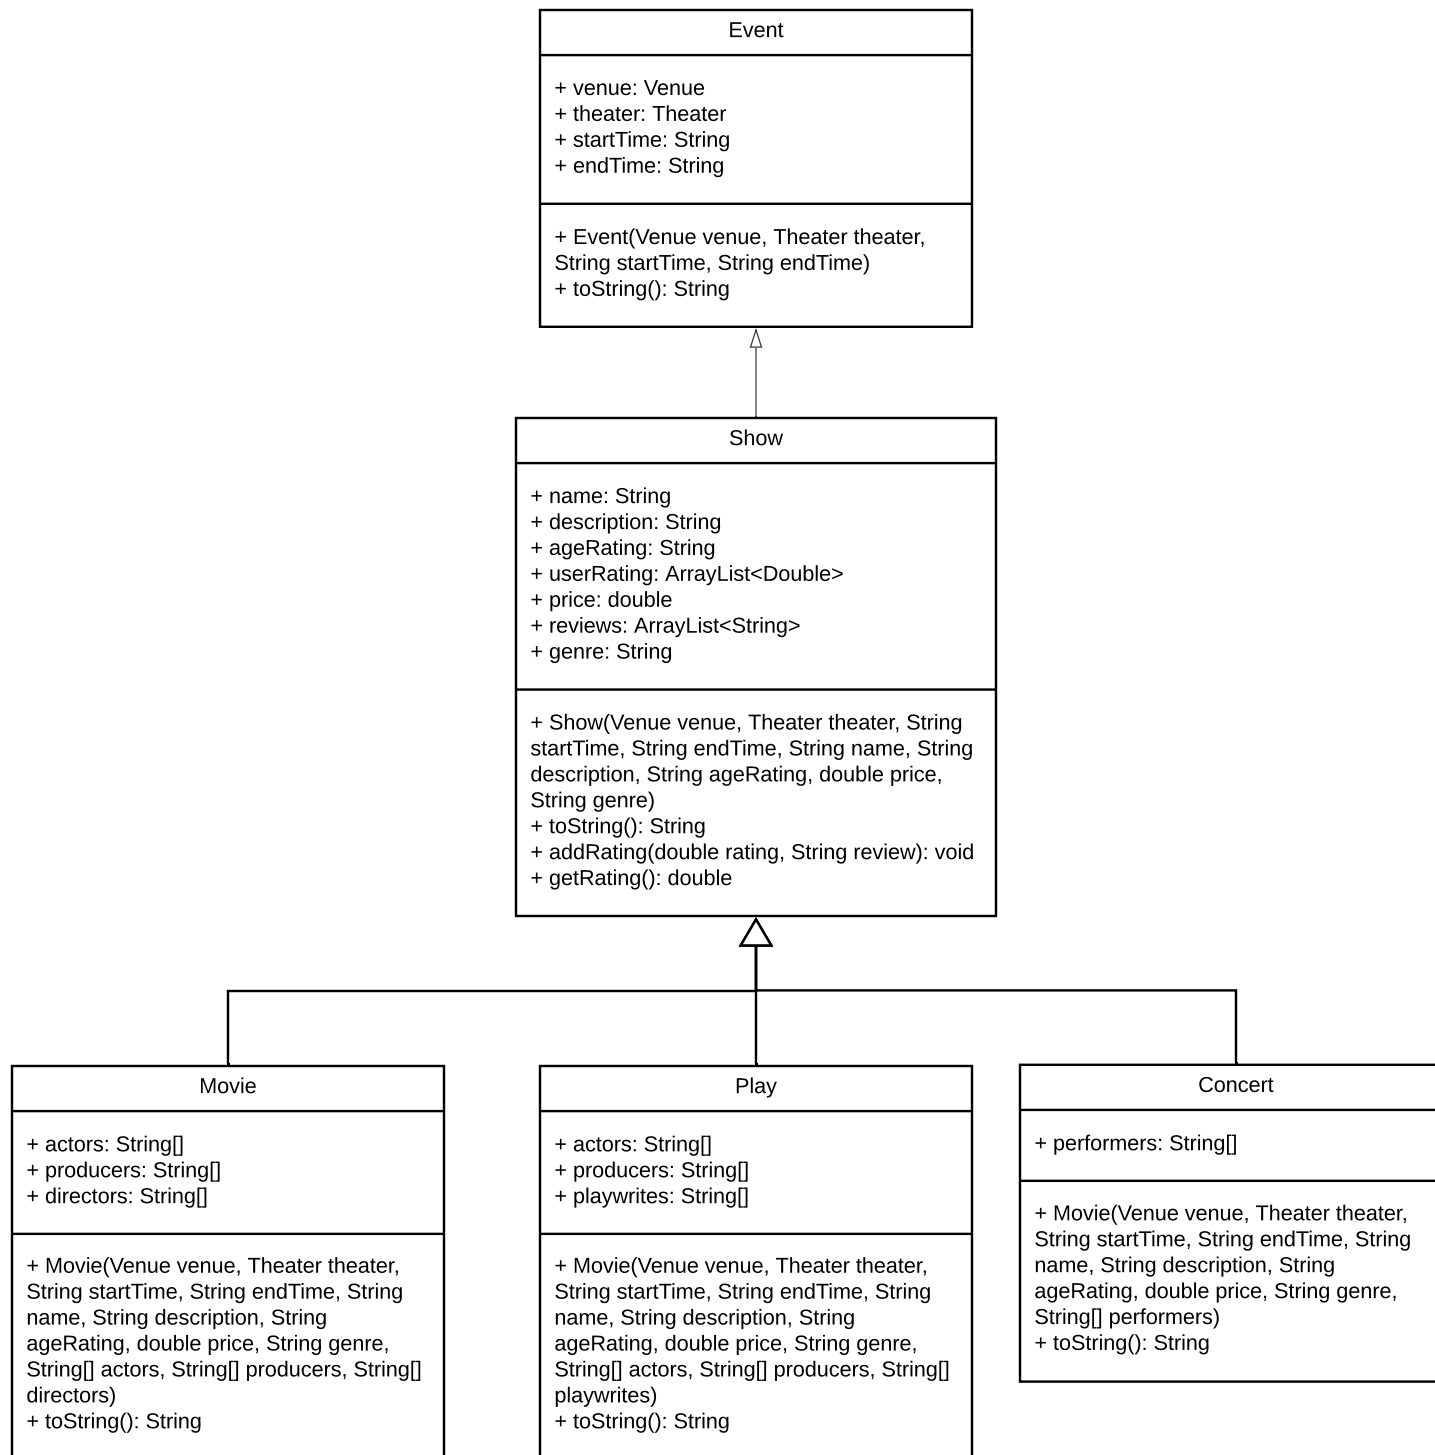 Event
+ venue: Venue
+ theater: Theater
+ startTime: String
+ endTime: String
+ Event(Venue venue, Theater theater,
String startTime, String endTime)
+ toString(): String
Show
+ name: String
+ description: String
+ ageRating: String
+ userRating: ArrayList<Double>
+ price: double
+ reviews: ArrayList<String>
+ genre: String
+ Show(Venue venue, Theater theater, String
startTime, String endTime, String name, String
description, String ageRating, double price,
String genre)
+ toString(): String
+ addRating(double rating, String review): void
+ getRating(): double
Movie
+ actors: String[]
+ producers: String[]
+ directors: String[]
+ Movie(Venue venue, Theater theater,
String startTime, String endTime, String
name, String description, String
ageRating, double price, String genre,
String[] actors, String[] producers, String[]
directors)
+ toString(): String
Play
+ actors: String[]
+ producers: String[]
+ playwrites: String[]
+ Movie(Venue venue, Theater theater,
String startTime, String endTime, String
name, String description, String
ageRating, double price, String genre,
String[] actors, String[] producers, String[]
playwrites)
+ toString(): String
Concert
+ performers: String[]
+ Movie(Venue venue, Theater theater,
String startTime, String endTime, String
name, String description, String
ageRating, double price, String genre,
String[] performers)
+ toString(): String